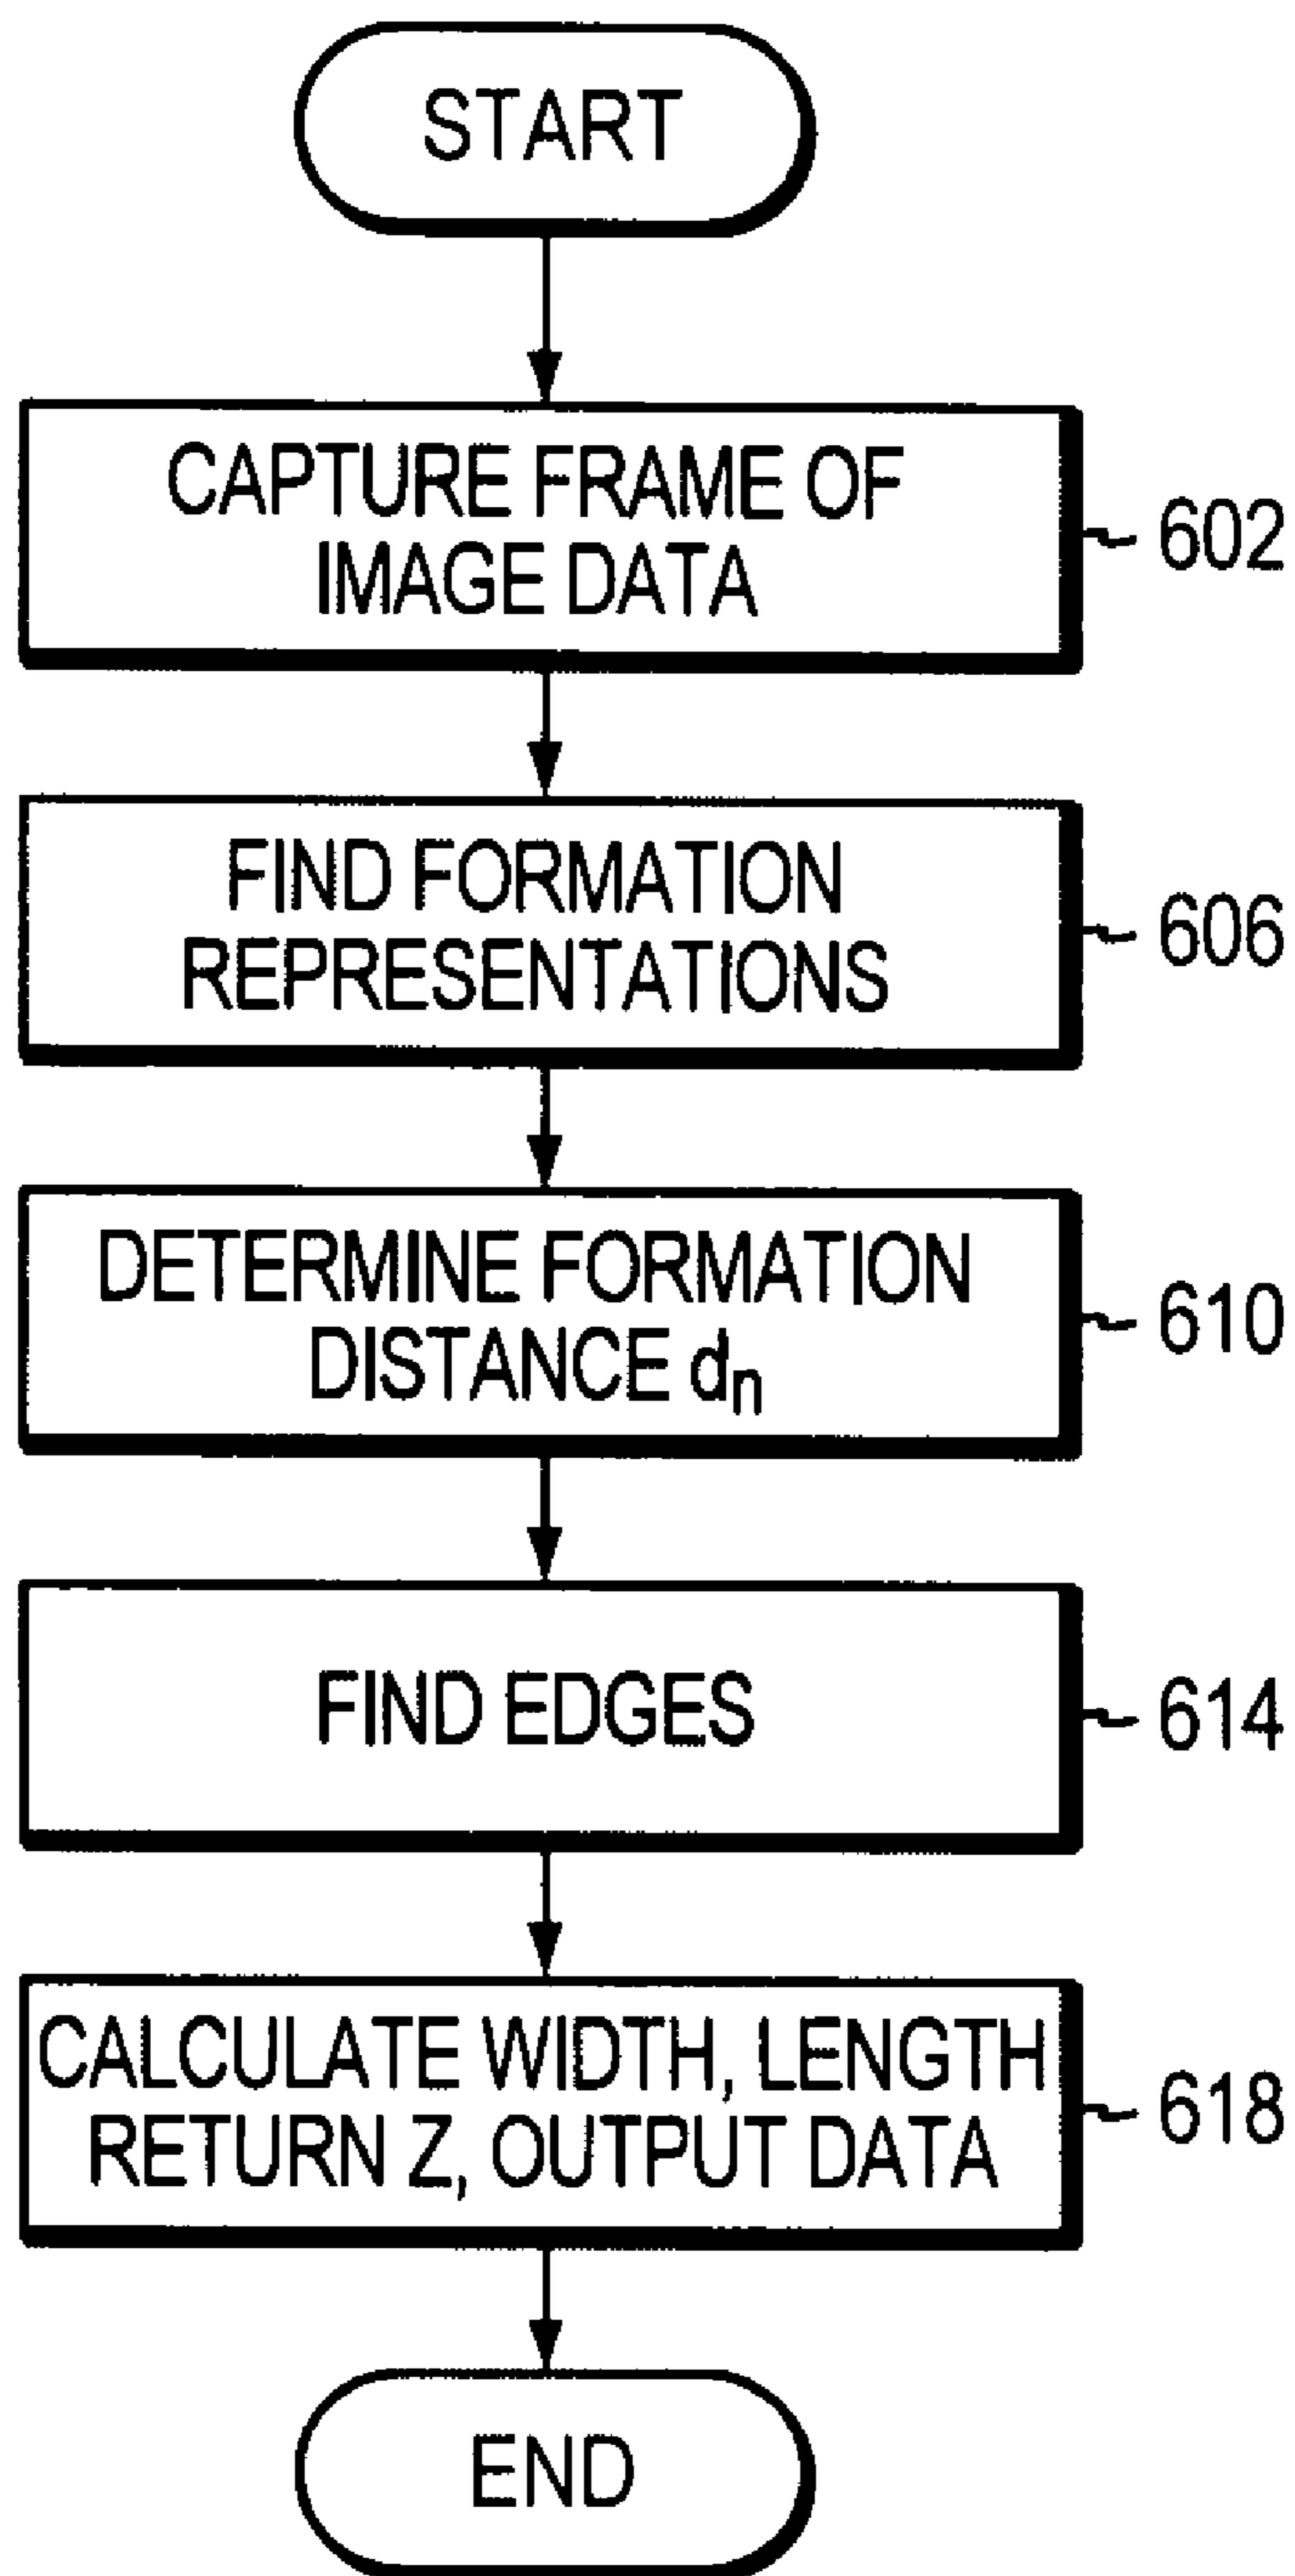 START
CAPTURE FRAME OF
IMAGE DATA
602
FIND FORMATION
REPRESENTATIONS
606
DETERMINE FORMATION
DISTANCE dn
610
FIND EDGES
614
CALCULATE WIDTH, LENGTH
RETURN Z, OUTPUT DATA
618
END